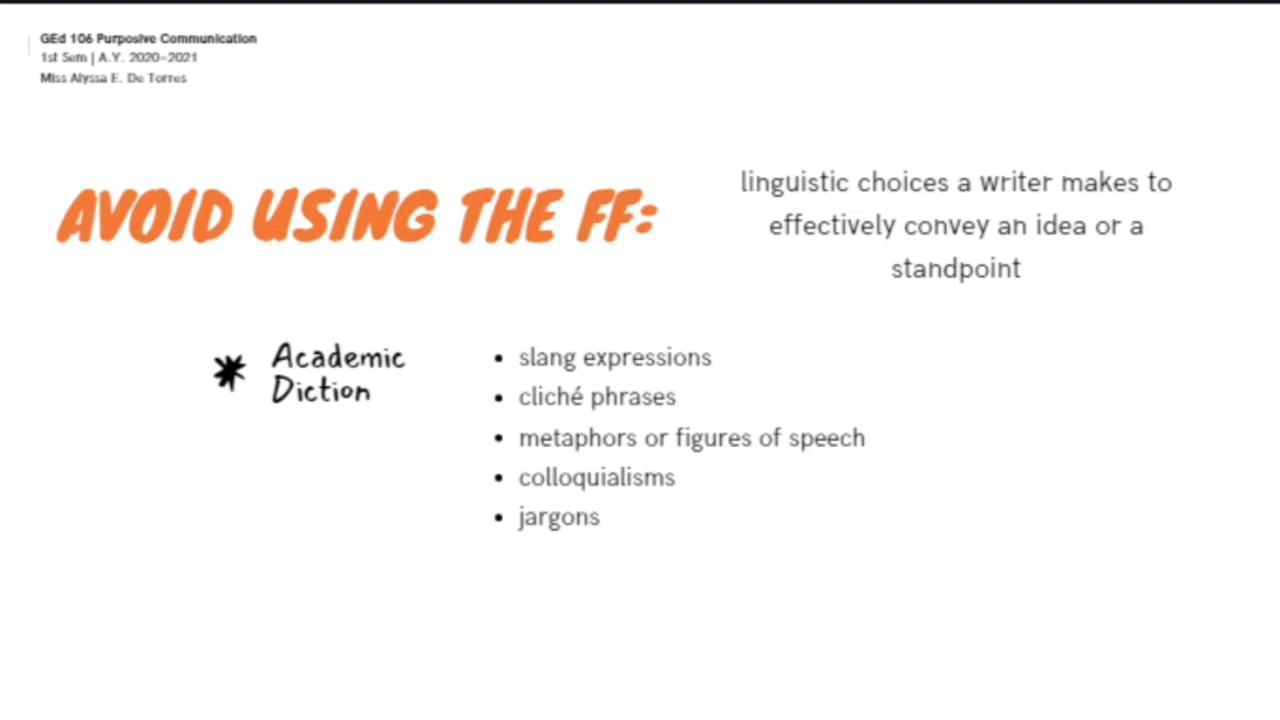 GEd 106 Purposive Communication
1st Sem | A.Y. 2020-2021
Miss Alyssa E. De Torres
AVOID USING THE FF:
linguistic choices a writer makes to
effectively convey an idea or a
standpoint
Academic
Diction
• slang expressions
• cliché phrases
• metaphors or figures of speech
• colloquialisms
• jargons